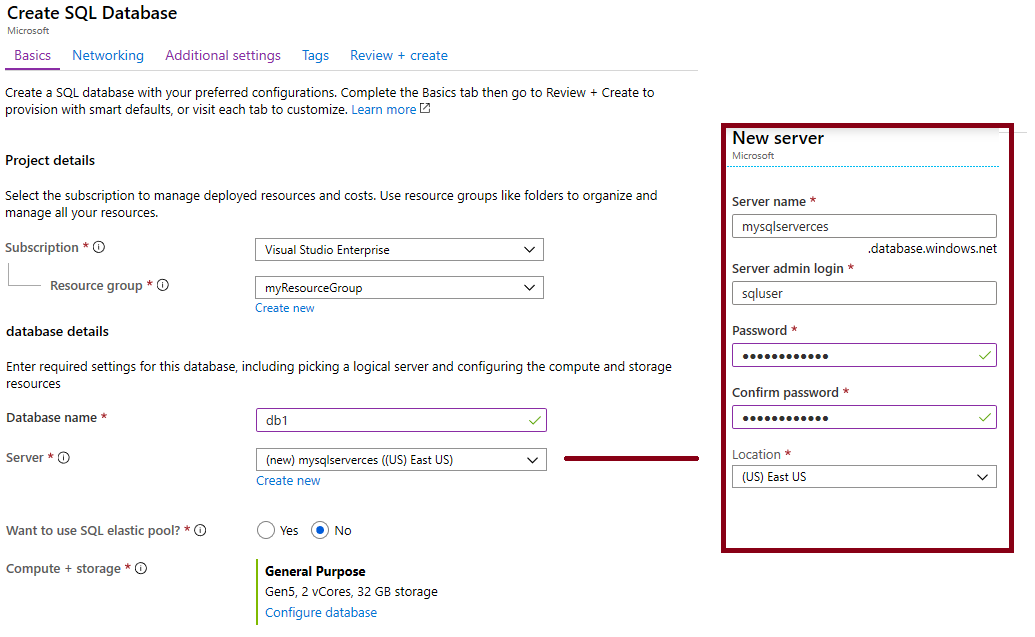 Create SQL Database
Microsoft
Basics Networking Additional settings Tags Review + create
Create a SQL database with your preferred configurations. Complete the Basics tab then go to Review + Create to
provision with smart defaults, or visit each tab to customize. Learn more
Project details
Select the subscription to manage deployed resources and costs. Use resource groups like folders to organize and
manage all your resources.
Subscription *
Visual Studio Enterprise
Resource group *
myResourceGroup
Create new
database details
Enter required settings for this database, including picking a logical server and configuring the compute and storage
resources
Database name *
db1
Server *
(new) mysqlserverces ((US) East US)
Create new
Want to use SQL elastic pool? *
Yes No
Compute + storage *
General Purpose
Gen5, 2 vCores, 32 GB storage
Configure database
New server
Microsoft
Server name *
mysqlserverces
.database.windows.net
Server admin login *
sqluser
Password *
••••••••••••
Confirm password *
••••••••••••
Location *
(US) East US